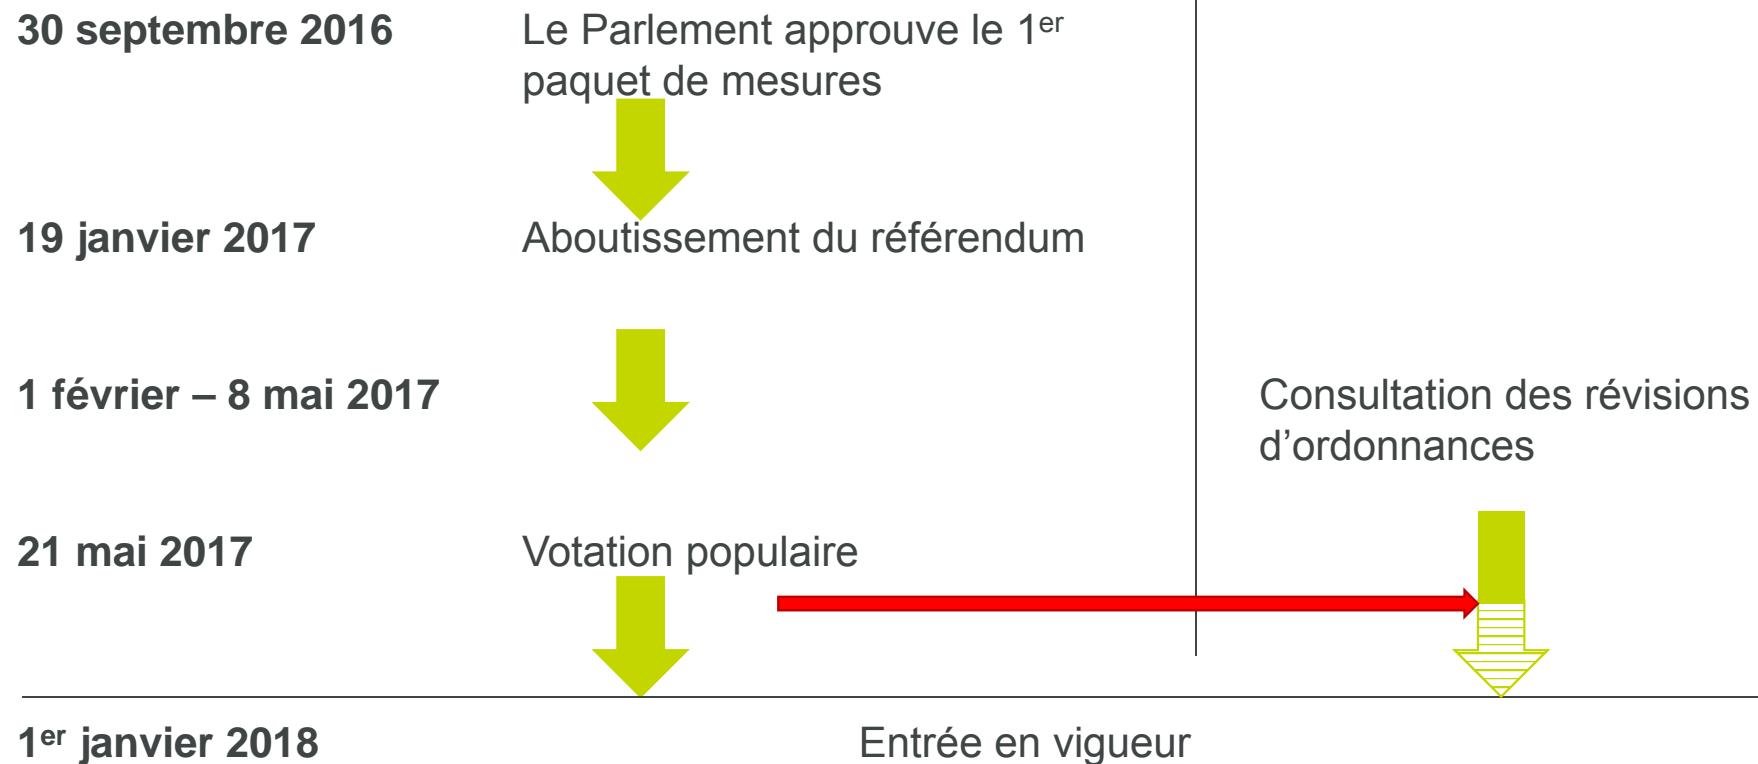 30 septembre 2016
Le Parlement approuve le 1er
paquet de mesures
19 janvier 2017
Aboutissement du référendum
1 février – 8 mai 2017
Consultation des révisions
d’ordonnances
21 mai 2017
Votation populaire
1er janvier 2018
Entrée en vigueur